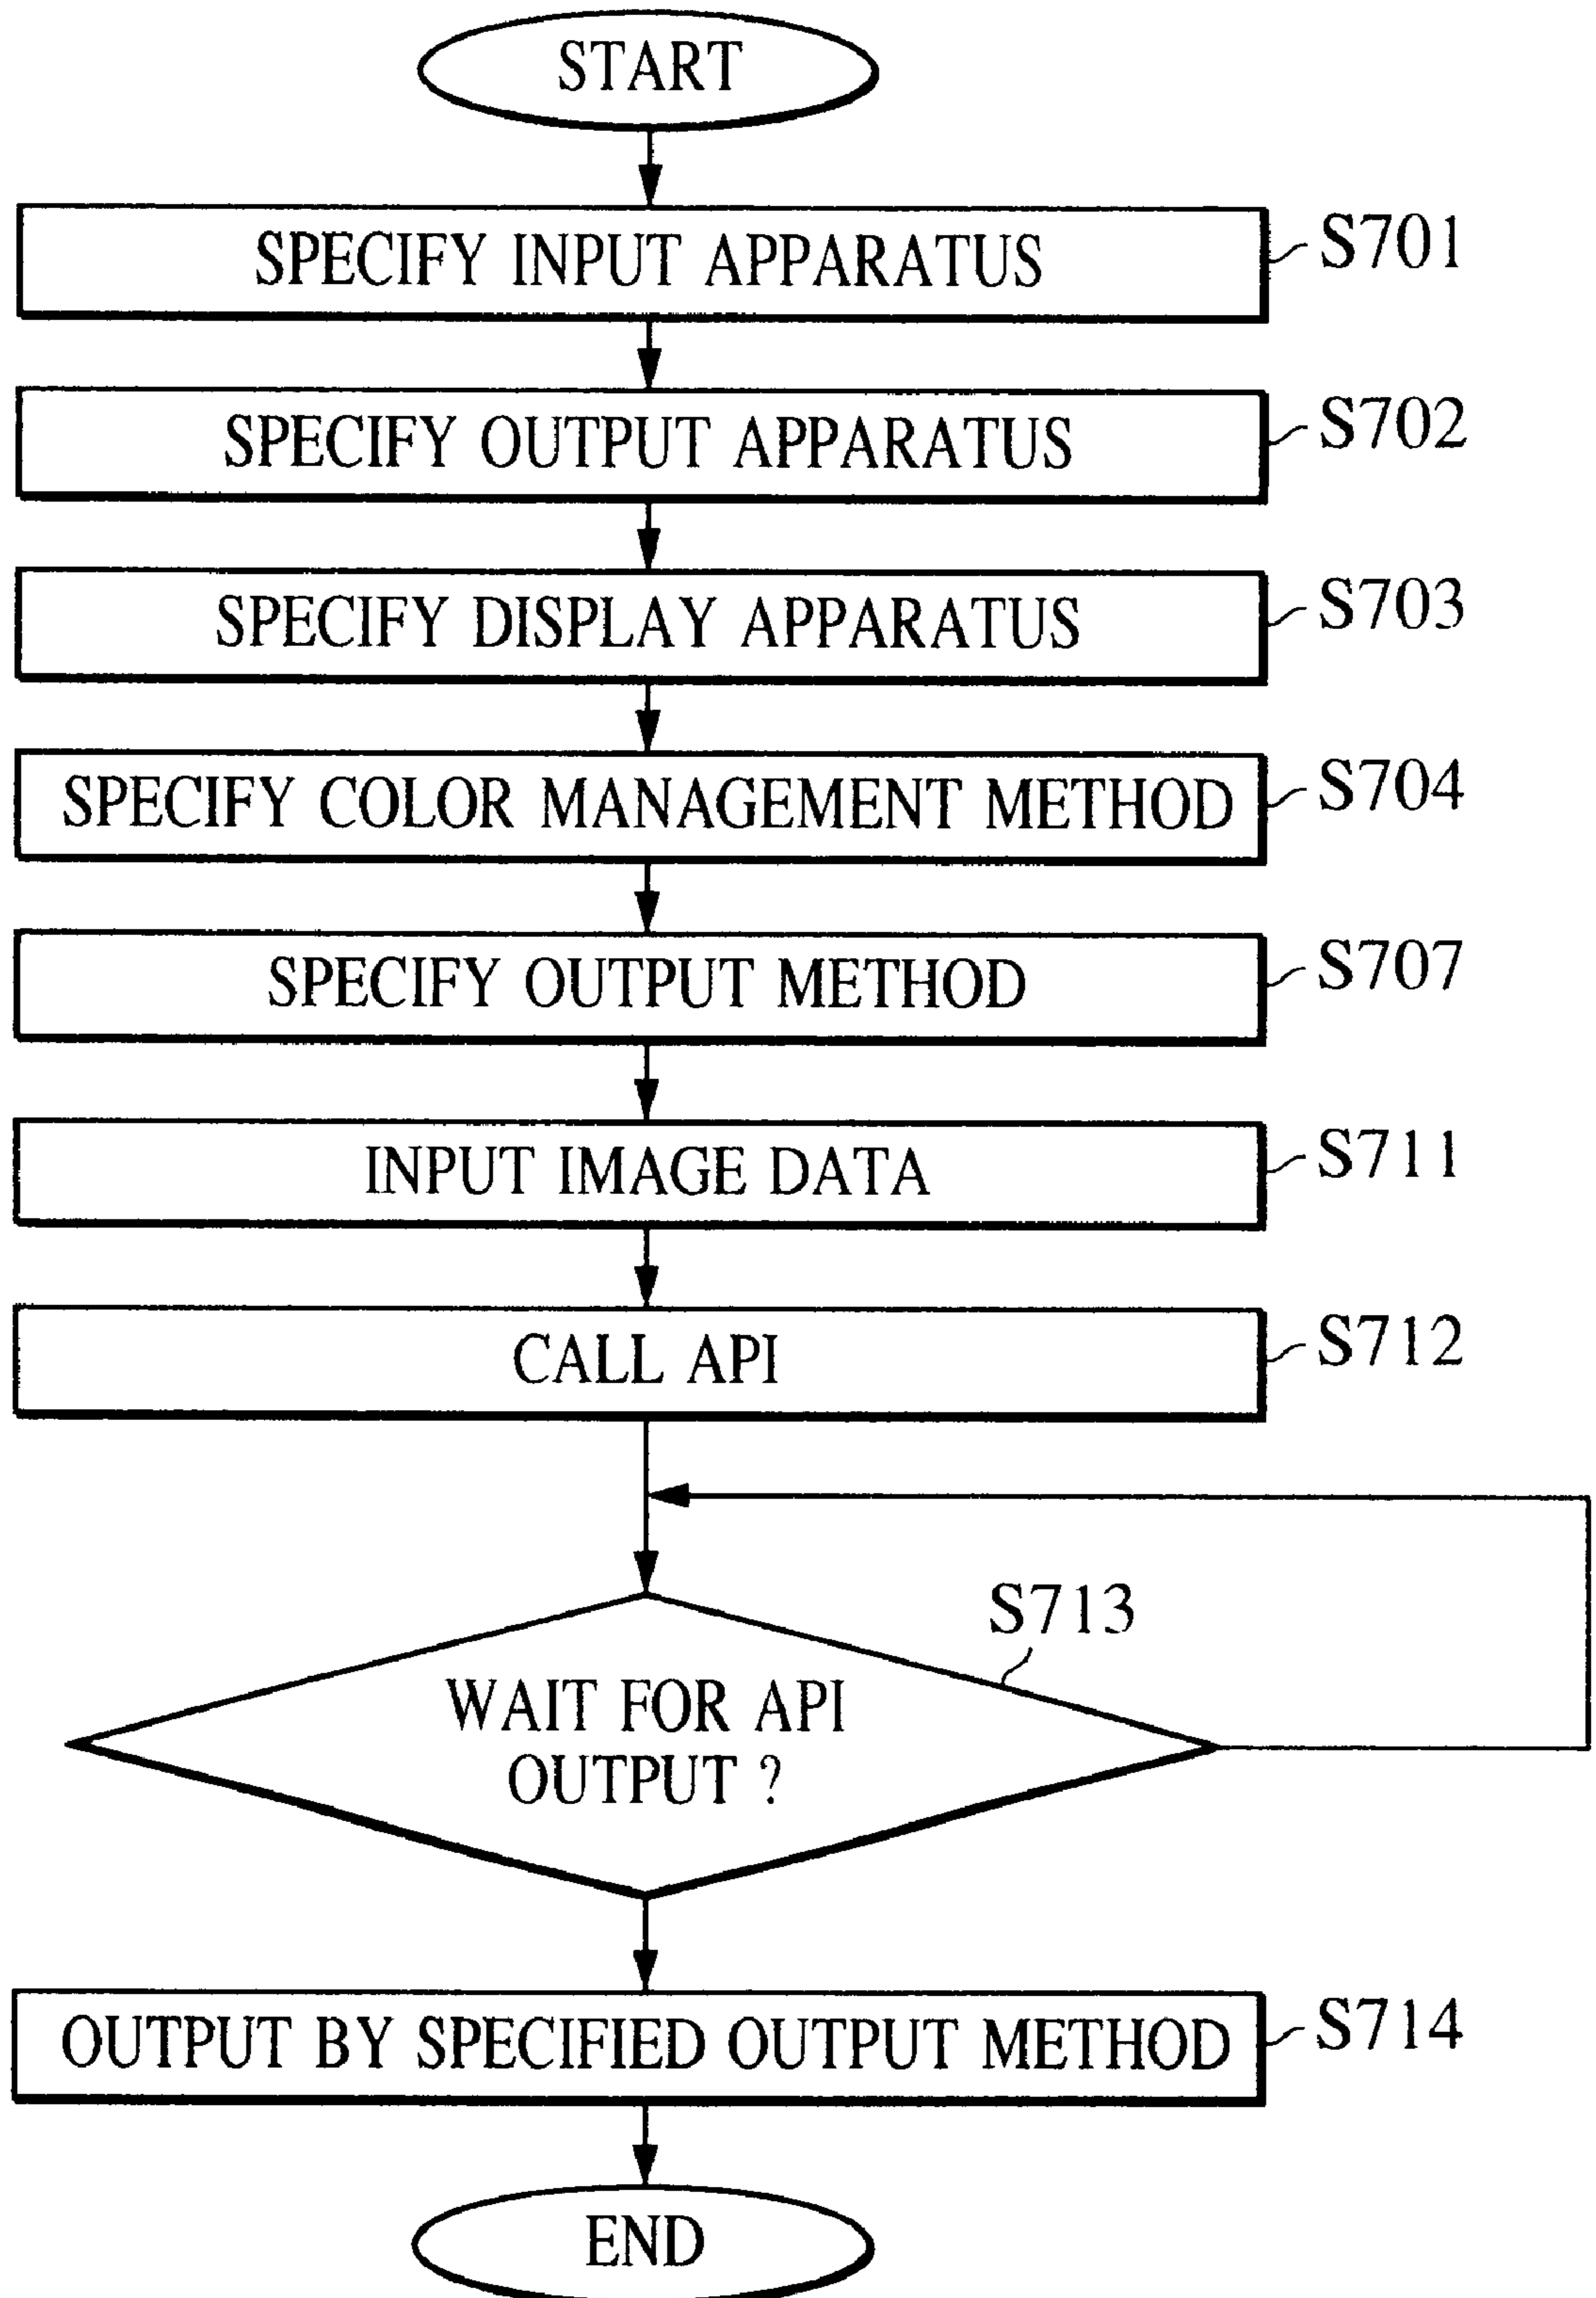 START
SPECIFY INPUT APPARATUS
S701
SPECIFY OUTPUT APPARATUS
S702
SPECIFY DISPLAY APPARATUS
S703
SPECIFY COLOR MANAGEMENT METHOD
S704
SPECIFY OUTPUT METHOD
S707
INPUT IMAGE DATA
S711
CALL API
S712
S713
WAIT FOR API
OUTPUT ?
OUTPUT BY SPECIFIED OUTPUT METHOD
S714
END